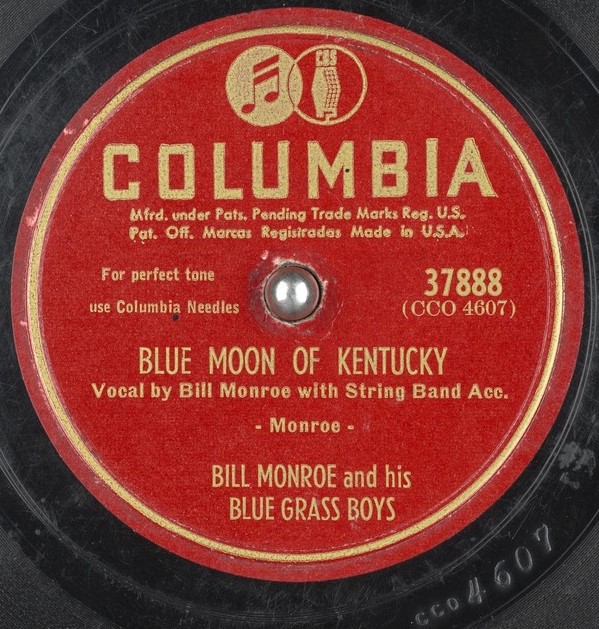 CBS
COLUMBIA
Mfrd. under Pats. Pending Trade Marks Reg. U.S.
Pat. Off. Marcas Registradas Made in U.S.A.
For perfect tone
use Columbia Needles
37888
(CCO 4607)
BLUE MOON OF KENTUCKY
Vocal by Bill Monroe with String Band Acc.
- Monroe -
BILL MONROE and his
BLUE GRASS BOYS
CCO4607